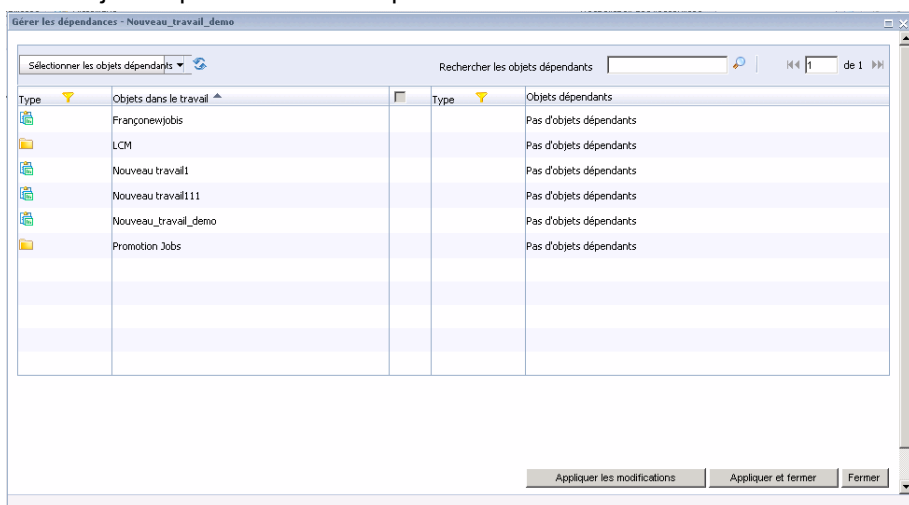 Gérer les dépendances - Nouveau_travail_demo
Sélectionner les objets dépendants
Rechercher les objets dépendants 1 de 1
Type Objets dans le travail Type Objets dépendants
Françonewjobis Pas d'objets dépendants
LCM Pas d'objets dépendants
Nouveau travail1 Pas d'objets dépendants
Nouveau travail111 Pas d'objets dépendants
Nouveau_travail_demo Pas d'objets dépendants
Promotion Jobs Pas d'objets dépendants
Appliquer les modifications Appliquer et fermer Fermer